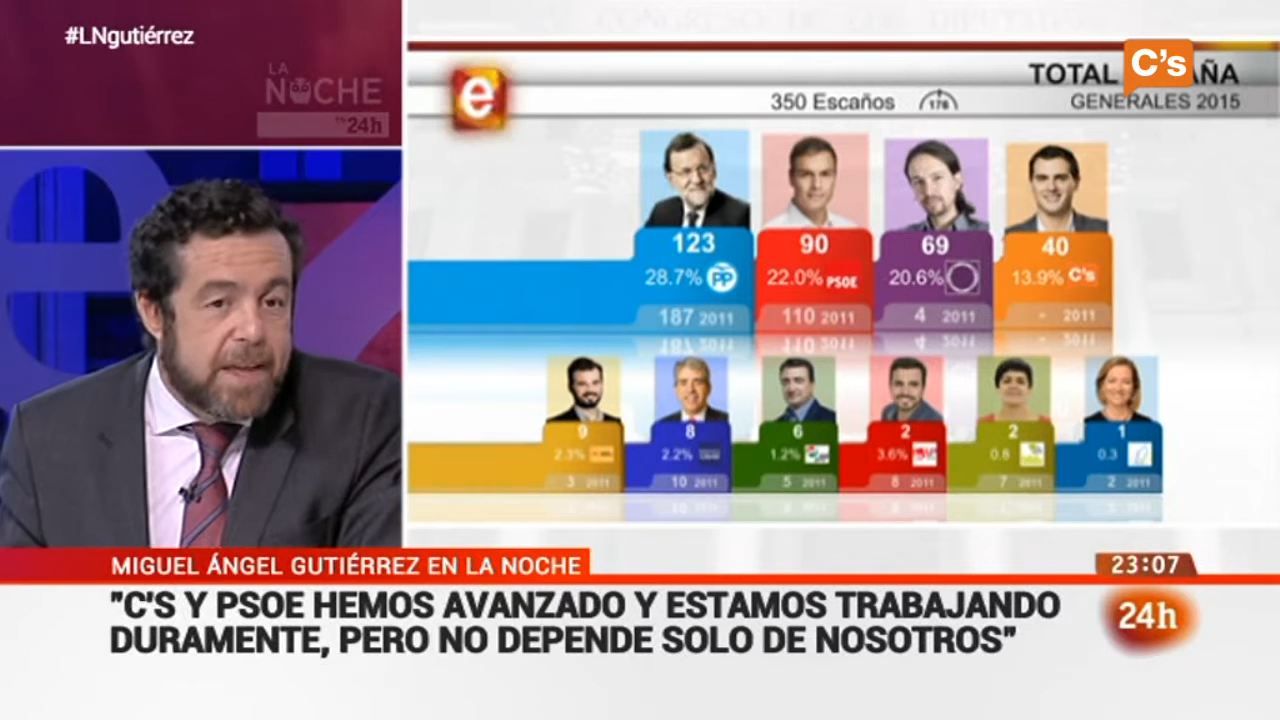 #LNgutiérrez
LA
NOCHE
24h
C's
TOTAL AÑA
350 Escaños 176 GENERALES 2015
e
123 90 69 40
28.7% PP 22.0% PSOE 20.6% 13.9% C's
187 2011 110 2011 4 2011 - 2011
9 8 6 2 2 1
2.3% 2.2% 1.2% 3.6% 0.8 0.3
3 2011 10 2011 5 2011 8 2011 7 2011 2 2011
MIGUEL ÁNGEL GUTIÉRREZ EN LA NOCHE
23:07
"C'S Y PSOE HEMOS AVANZADO Y ESTAMOS TRABAJANDO
DURAMENTE, PERO NO DEPENDE SOLO DE NOSOTROS"
24h